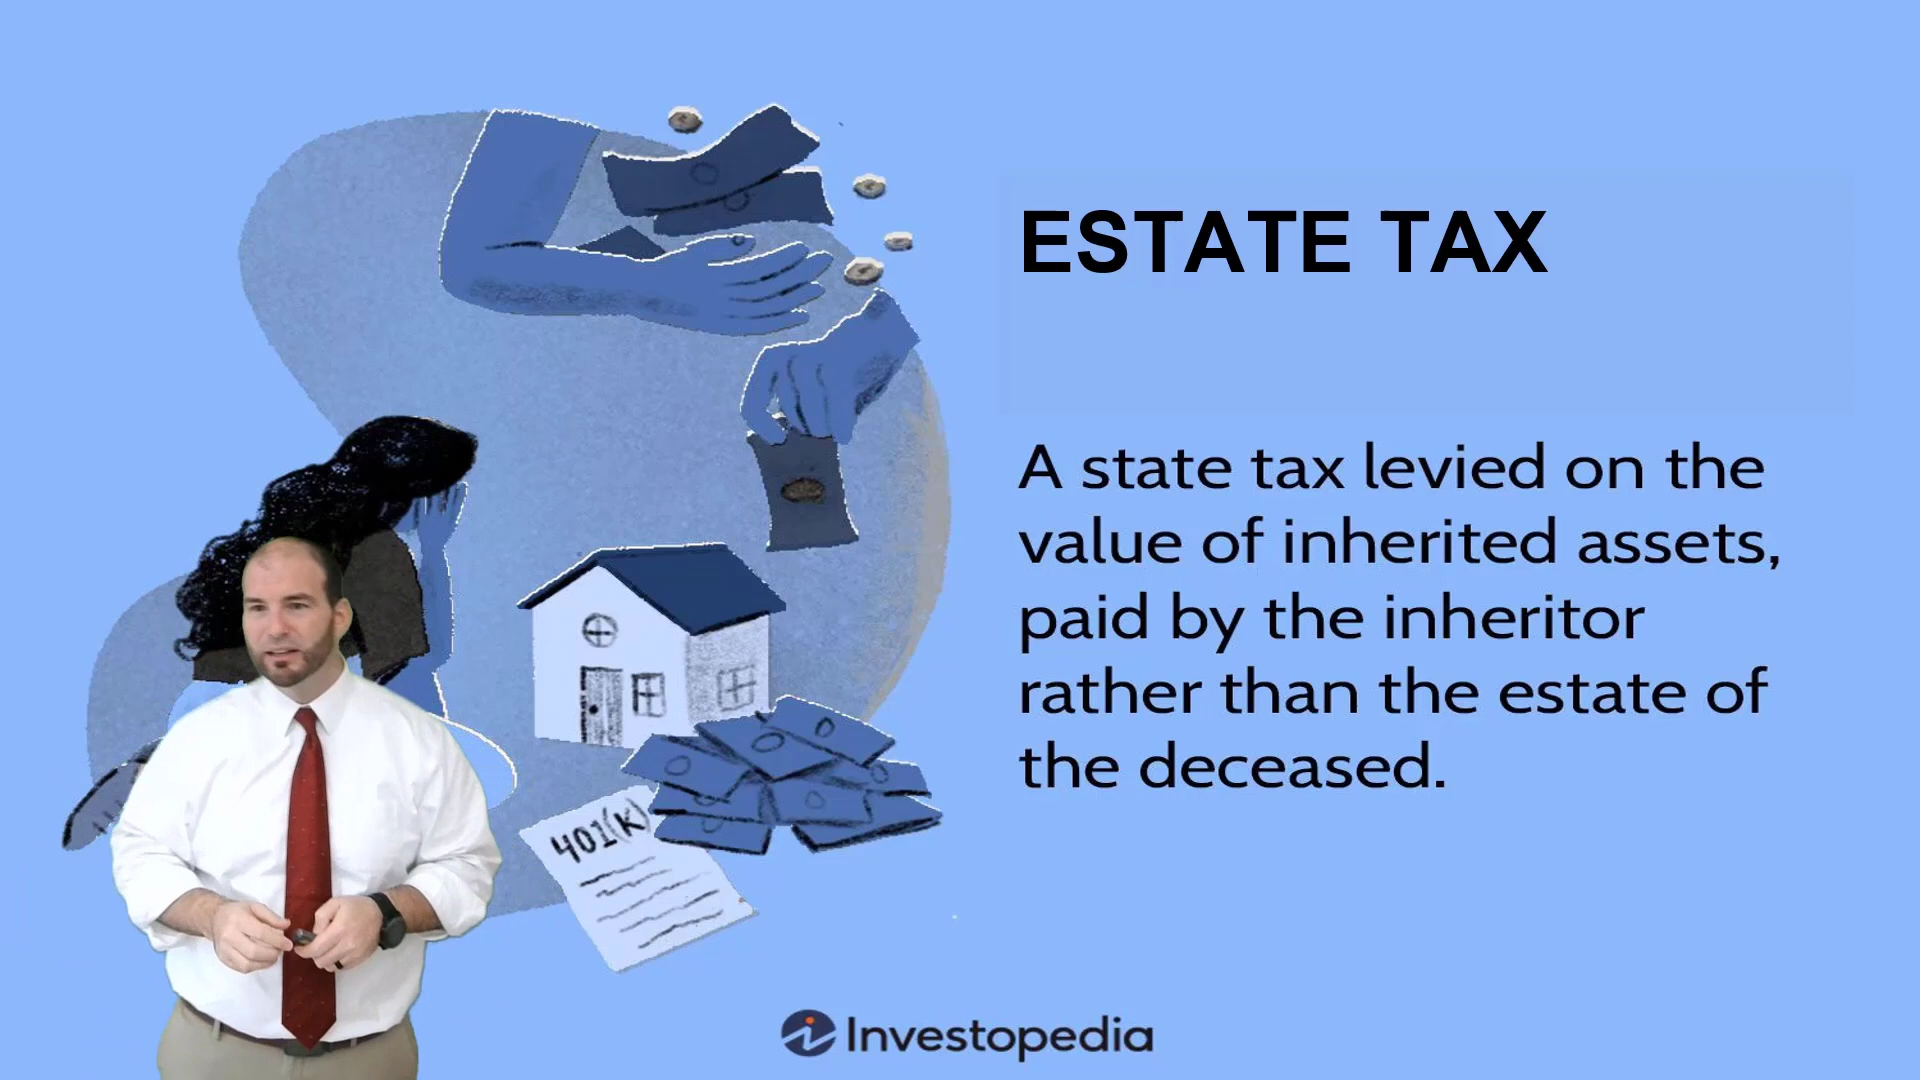 ESTATE TAX
A state tax levied on the
value of inherited assets,
paid by the inheritor
rather than the estate of
the deceased.
401(K)
Investopedia